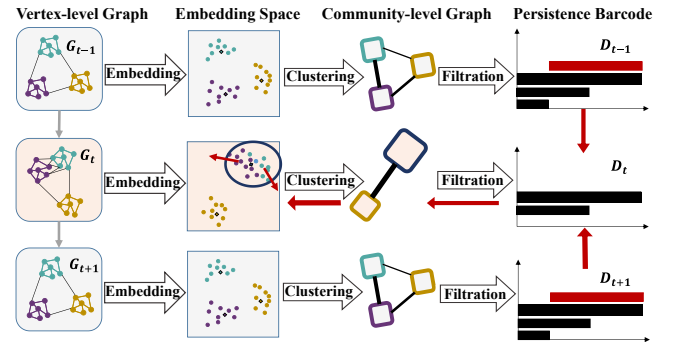 Vertex-level Graph Embedding Space Community-level Graph Persistence Barcode
G_{t-1} Embedding Clustering Filtration D_{t-1}
G_t Embedding Clustering Filtration D_t
G_{t+1} Embedding Clustering Filtration D_{t+1}